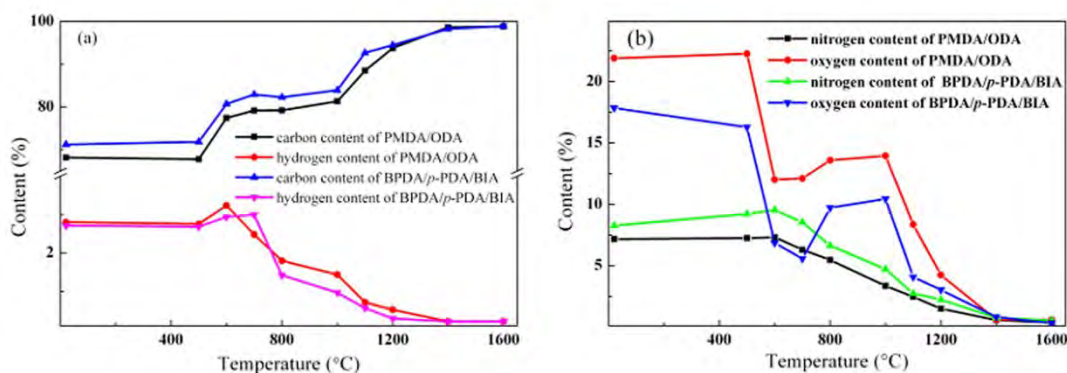 100
(a)
80
carbon content of PMDA/ODA
hydrogen content of PMDA/ODA
carbon content of BPDA/p-PDA/BIA
hydrogen content of BPDA/p-PDA/BIA
2
Content (%)
400 800 1200 1600
Temperature (°C)
(b)
nitrogen content of PMDA/ODA
oxygen content of PMDA/ODA
nitrogen content of BPDA/p-PDA/BIA
oxygen content of BPDA/p-PDA/BIA
20
15
10
5
Content (%)
400 800 1200 1600
Temperature (°C)